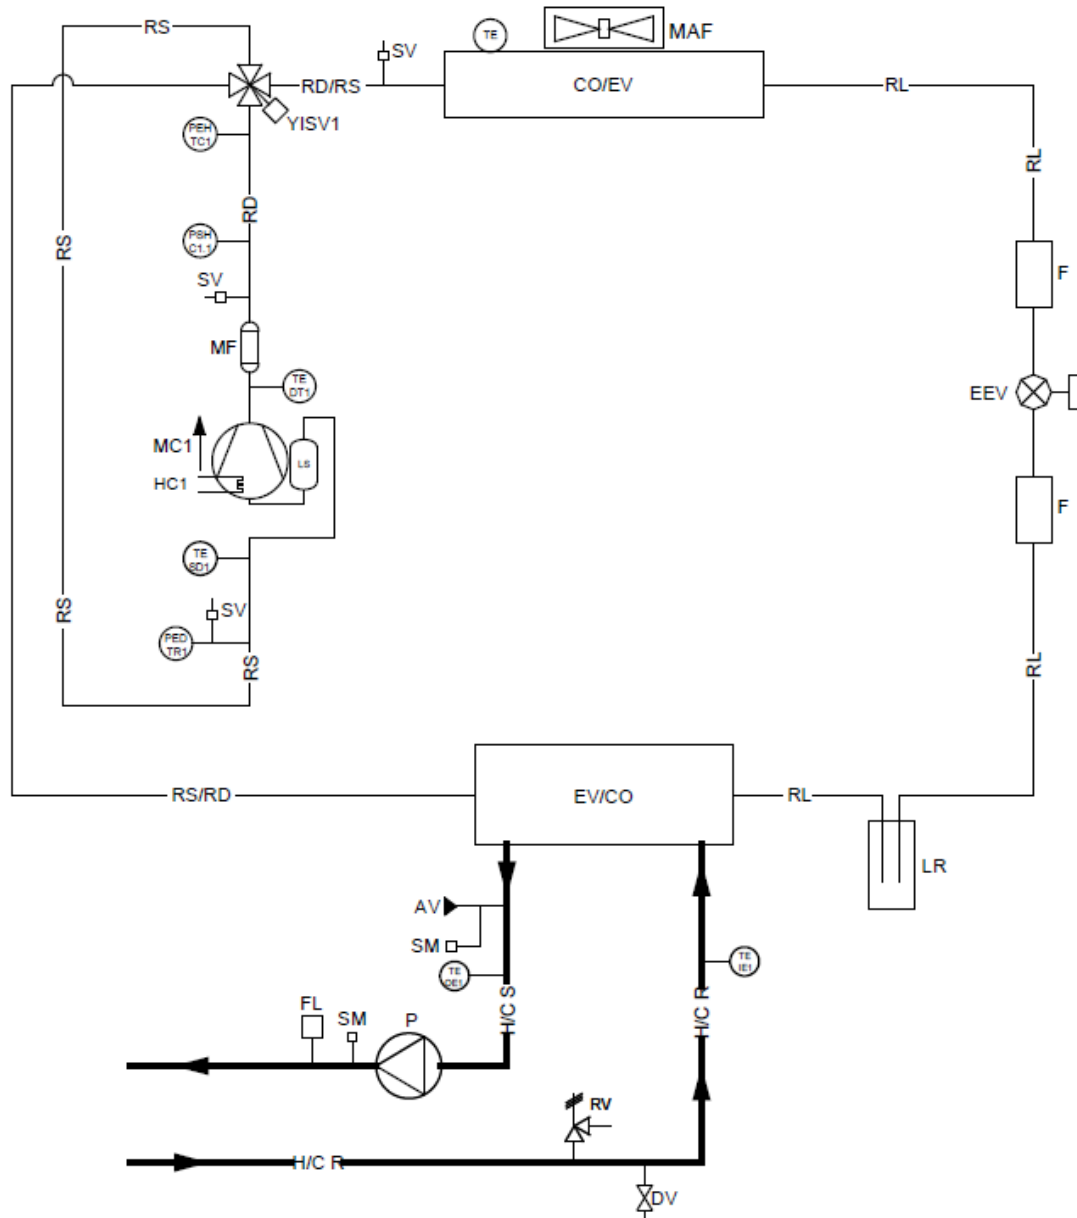 RS
TE
MAF
SV
RD/RS
CO/EV
RL
YISV1
PEH
TC1
RL
RD
PSH
C1.1
RS
F
SV
MF
TE
DT1
EEV
MC1
LS
HC1
F
TE
SD1
RS
SV
PED
TR1
RS
RL
RS/RD
EV/CO
RL
LR
AV
SM
TE
OE1
TE
IE1
H/C S
H/C R
FL
SM
P
RV
H/C R
DV